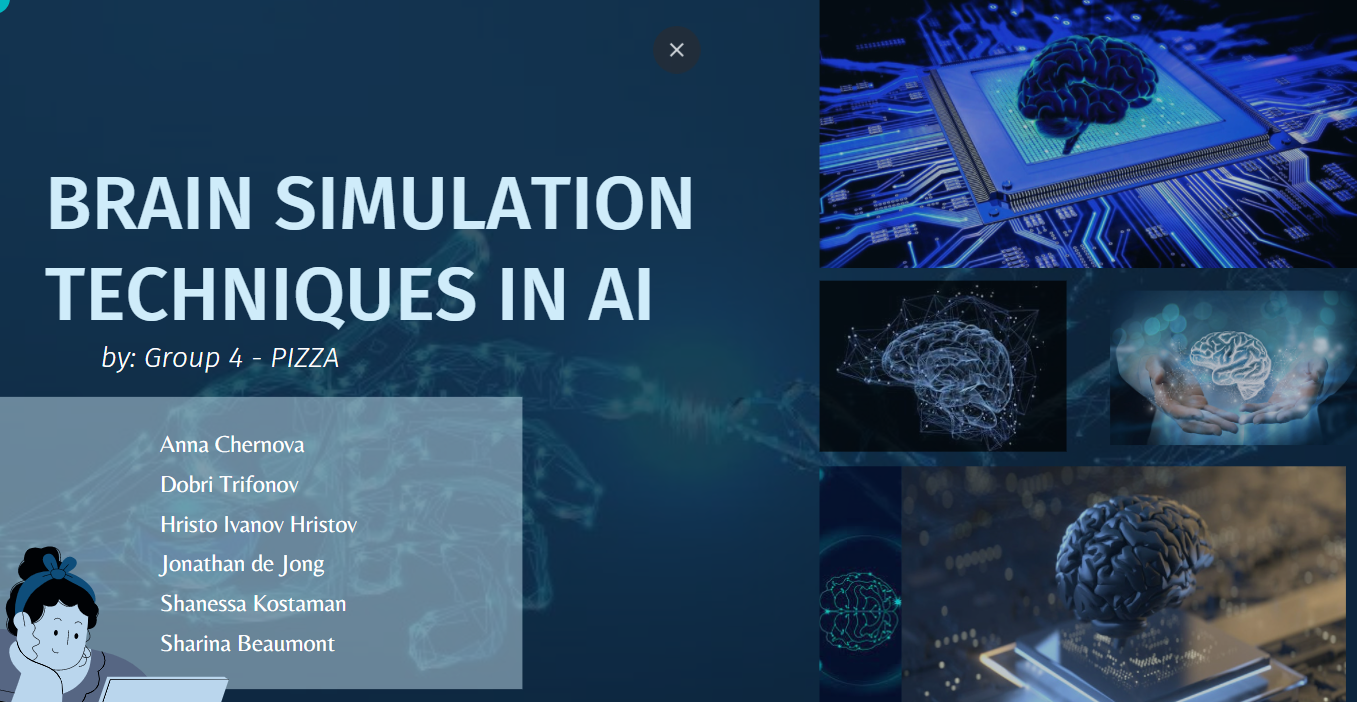 BRAIN SIMULATION
TECHNIQUES IN AI
by: Group 4 - PIZZA
Anna Chernova
Dobri Trifonov
Hristo Ivanov Hristov
Jonathan de Jong
Shanessa Kostaman
Sharina Beaumont